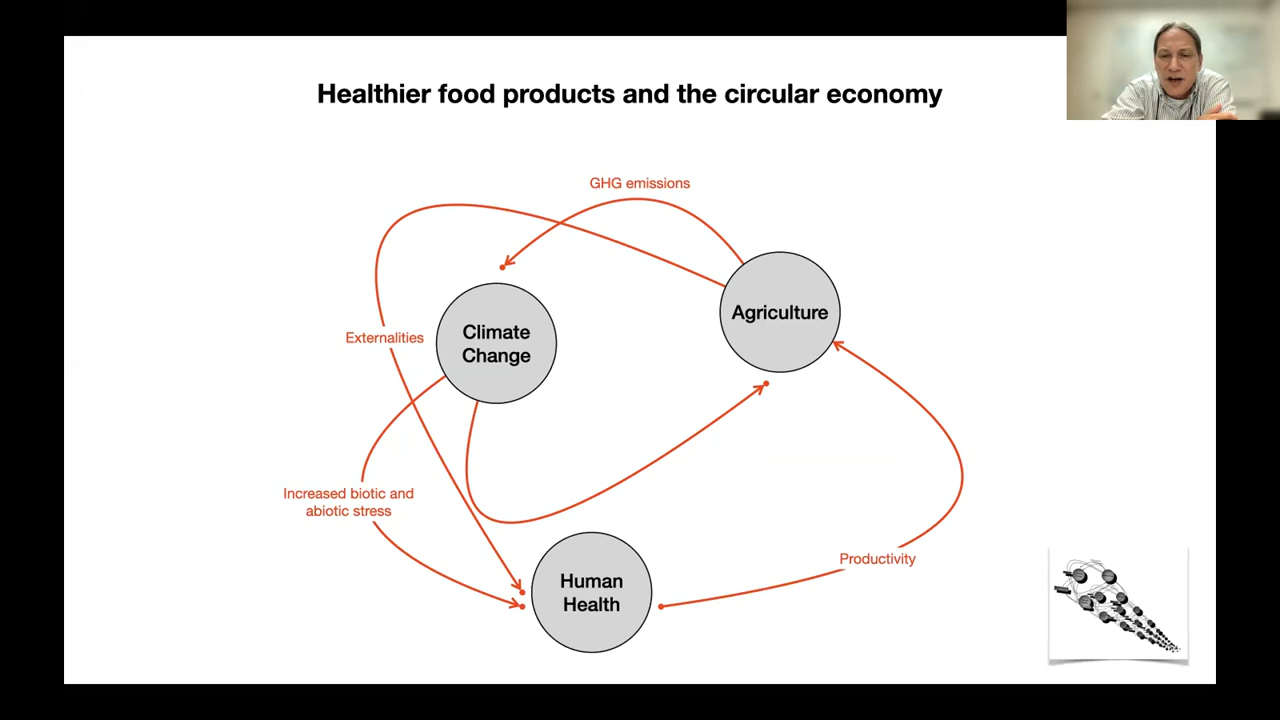 Healthier food products and the circular economy
GHG emissions
Agriculture
Externalities
Climate
Change
Increased biotic and
abiotic stress
Productivity
Human
Health